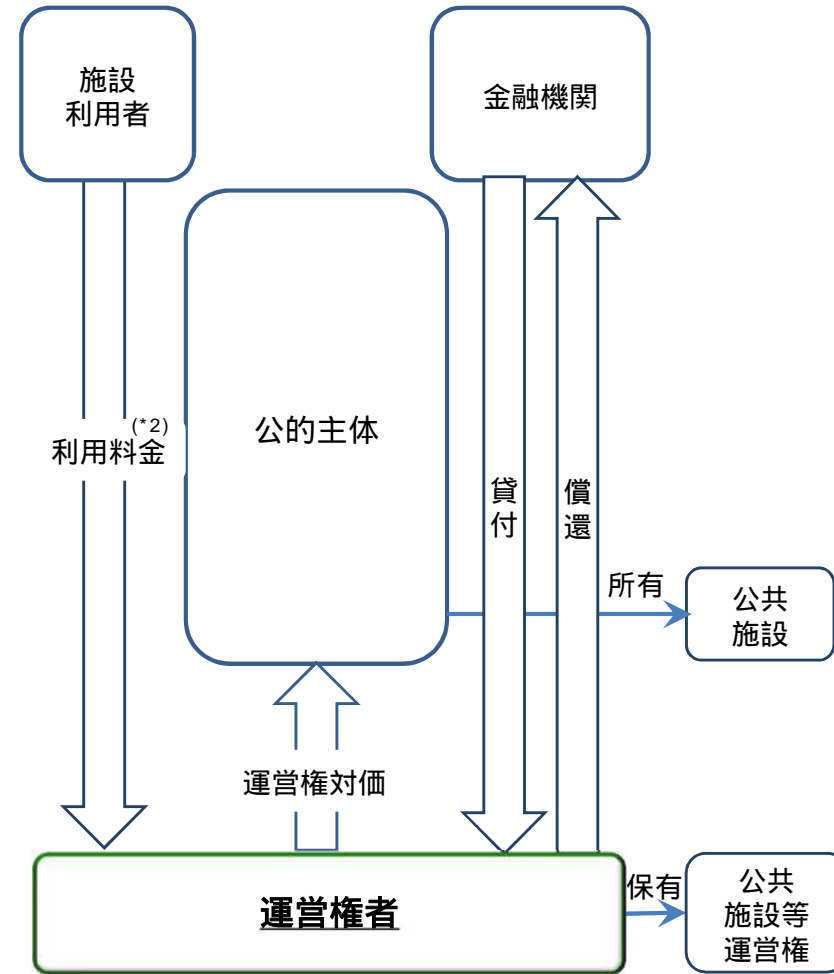 施設
利用者
金融機関
(*2)
利用料金
公的主体
貸付
償還
所有
公共
施設
運営権対価
運営権者
保有
公共
施設等
運営権